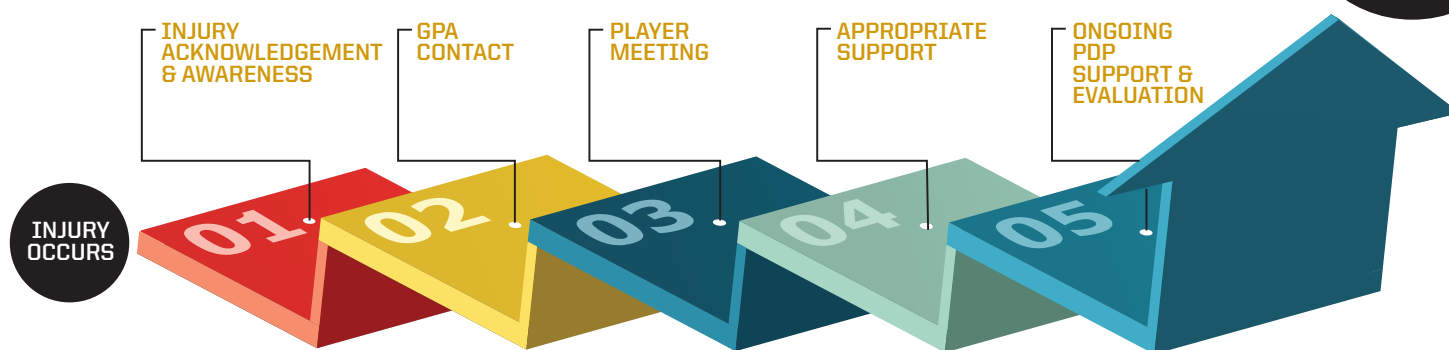 INJURY
OCCURS
INJURY
ACKNOWLEDGEMENT
& AWARENESS
01
GPA
CONTACT
02
PLAYER
MEETING
03
APPROPRIATE
SUPPORT
04
ONGOING
PDP
SUPPORT &
EVALUATION
05